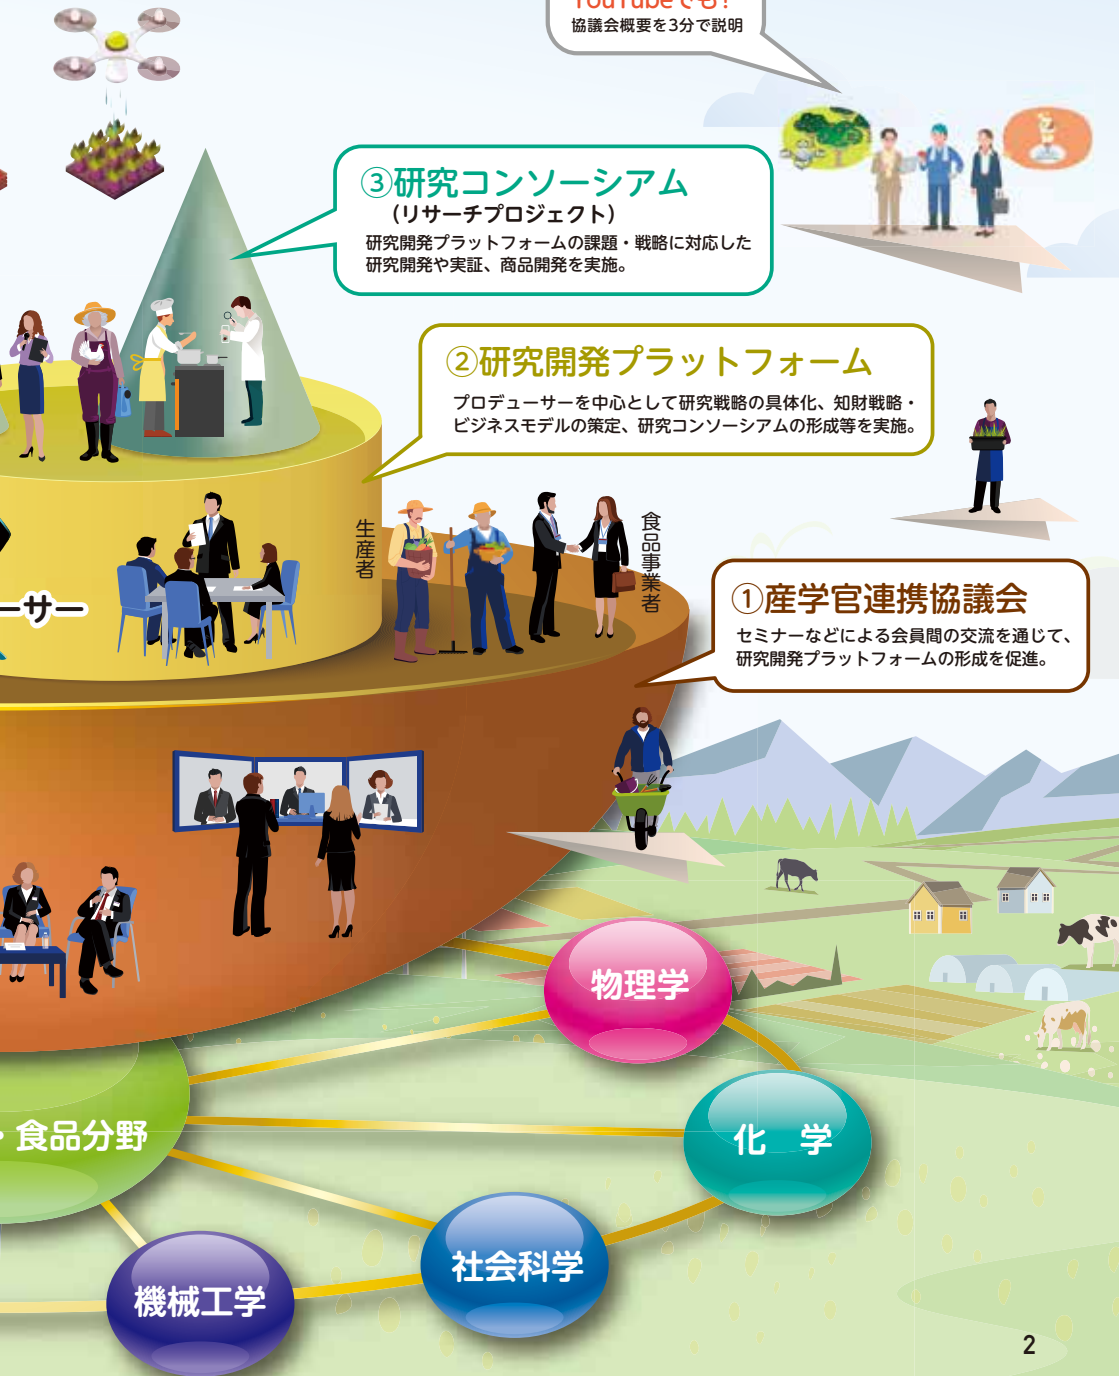 YouTubeでも!
協議会概要を3分で説明
③研究コンソーシアム
(リサーチプロジェクト)
研究開発プラットフォームの課題・戦略に対応した
研究開発や実証、商品開発を実施。
②研究開発プラットフォーム
プロデューサーを中心として研究戦略の具体化、知財戦略・
ビジネスモデルの策定、研究コンソーシアムの形成等を実施。
生産者
食品事業者
ーサー
①産学官連携協議会
セミナーなどによる会員間の交流を通じて、
研究開発プラットフォームの形成を促進。
物理学
・食品分野
化 学
社会科学
機械工学
2